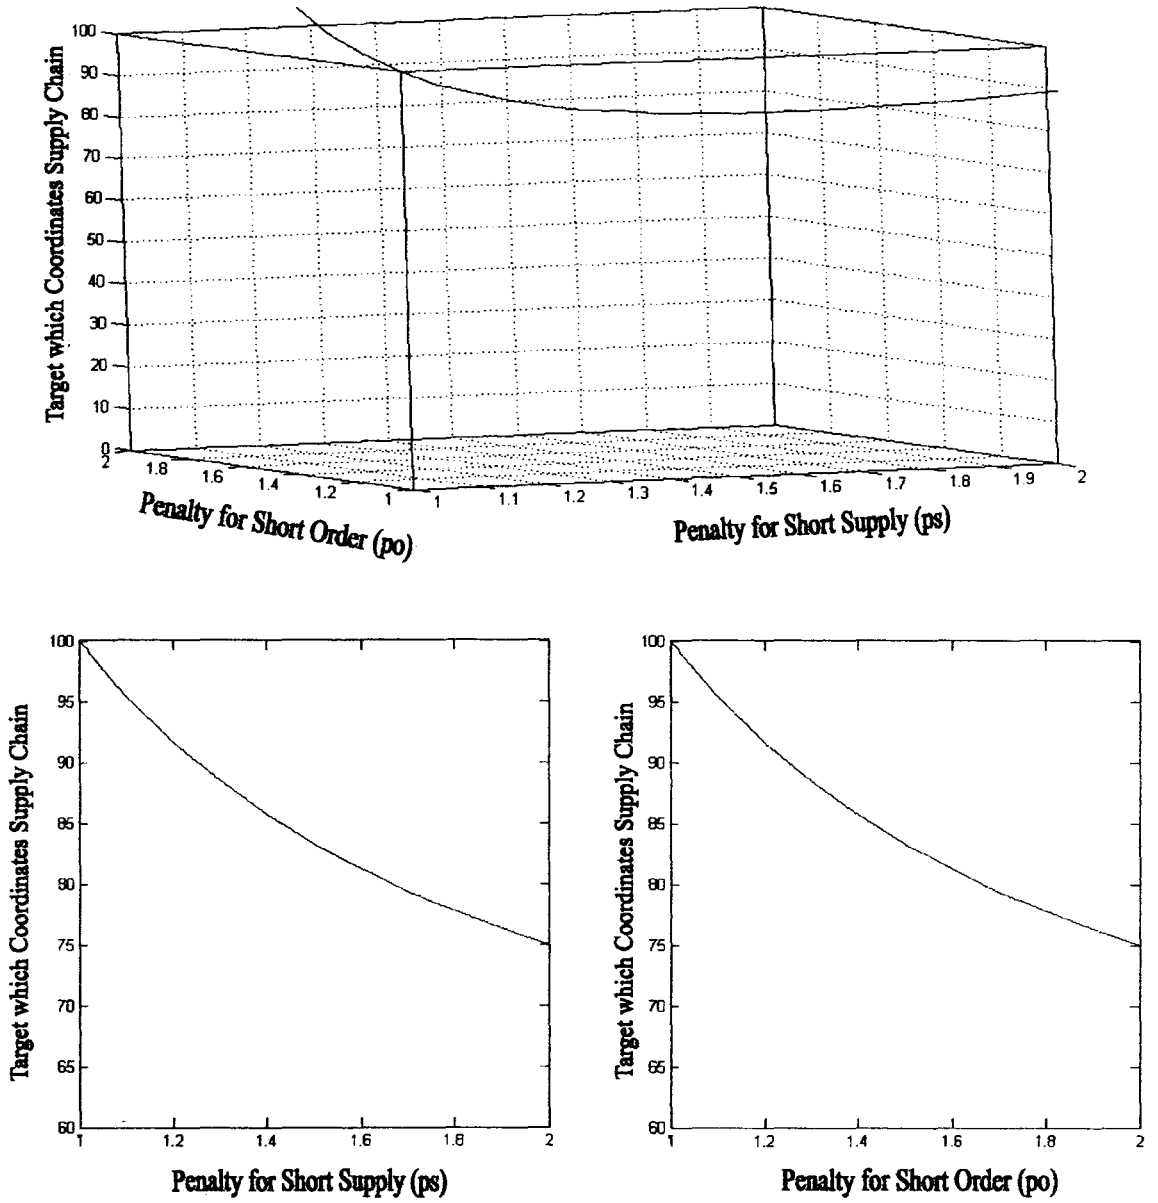 Target which Coordinates Supply Chain
100
90
80
70
60
50
40
30
20
10
0
2 1.8 1.6 1.4 1.2 1
1 1.1 1.2 1.3 1.4 1.5 1.6 1.7 1.8 1.9 2
Penalty for Short Order (po)
Penalty for Short Supply (ps)
Target which Coordinates Supply Chain
100
95
90
85
80
75
70
65
60
1 1.2 1.4 1.6 1.8 2
Penalty for Short Supply (ps)
Target which Coordinates Supply Chain
100
95
90
85
80
75
70
65
60
1 1.2 1.4 1.6 1.8 2
Penalty for Short Order (po)